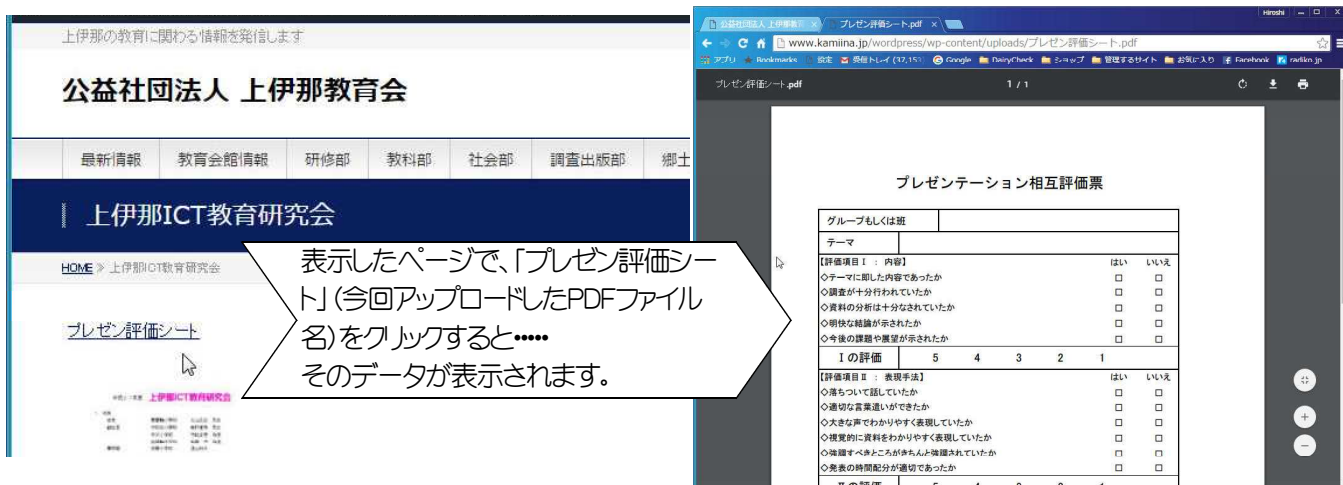 上伊那の教育に関わる情報を発信します
公益社団法人 上伊那教育会
最新情報 教育会館情報 研修部 教科部 社会部 調査出版部 郷土
上伊那ICT教育研究会
HOME » 上伊那ICT教育研究会
プレゼン評価シート
上伊那ICT教育研究会
表示したページで、「プレゼン評価シー
ト」(今回アップロードしたPDFファイル
名)をクリックすると・・・・・
そのデータが表示されます。
Hiroshi
公益社団法人 上伊那教育 プレゼン評価シート.pdf
www.kamiina.jp/wordpress/wp-content/uploads/プレゼン評価シート.pdf
アプリ Bookmarks 設定 受信トレイ (37,153) Google DairyCheck ショップ 管理するサイト お気に入り Facebook radiko.jp
プレゼン評価シート.pdf 1 / 1
プレゼンテーション相互評価票
グループもしくは班
テーマ
【評価項目Ⅰ : 内容】 はい いいえ
◇テーマに即した内容であったか □ □
◇調査が十分行われていたか □ □
◇資料の分析は十分なされていたか □ □
◇明快な結論が示されたか □ □
◇今後の課題や展望が示されたか □ □
Ⅰの評価 5 4 3 2 1
【評価項目Ⅱ : 表現手法】 はい いいえ
◇落ちついて話していたか □ □
◇適切な言葉遣いができたか □ □
◇大きな声でわかりやすく表現していたか □ □
◇視覚的に資料をわかりやすく表現していたか □ □
◇強調すべきところがきちんと強調されていたか □ □
◇発表の時間配分が適切であったか □ □
Ⅱの評価 5 4 3 2 1